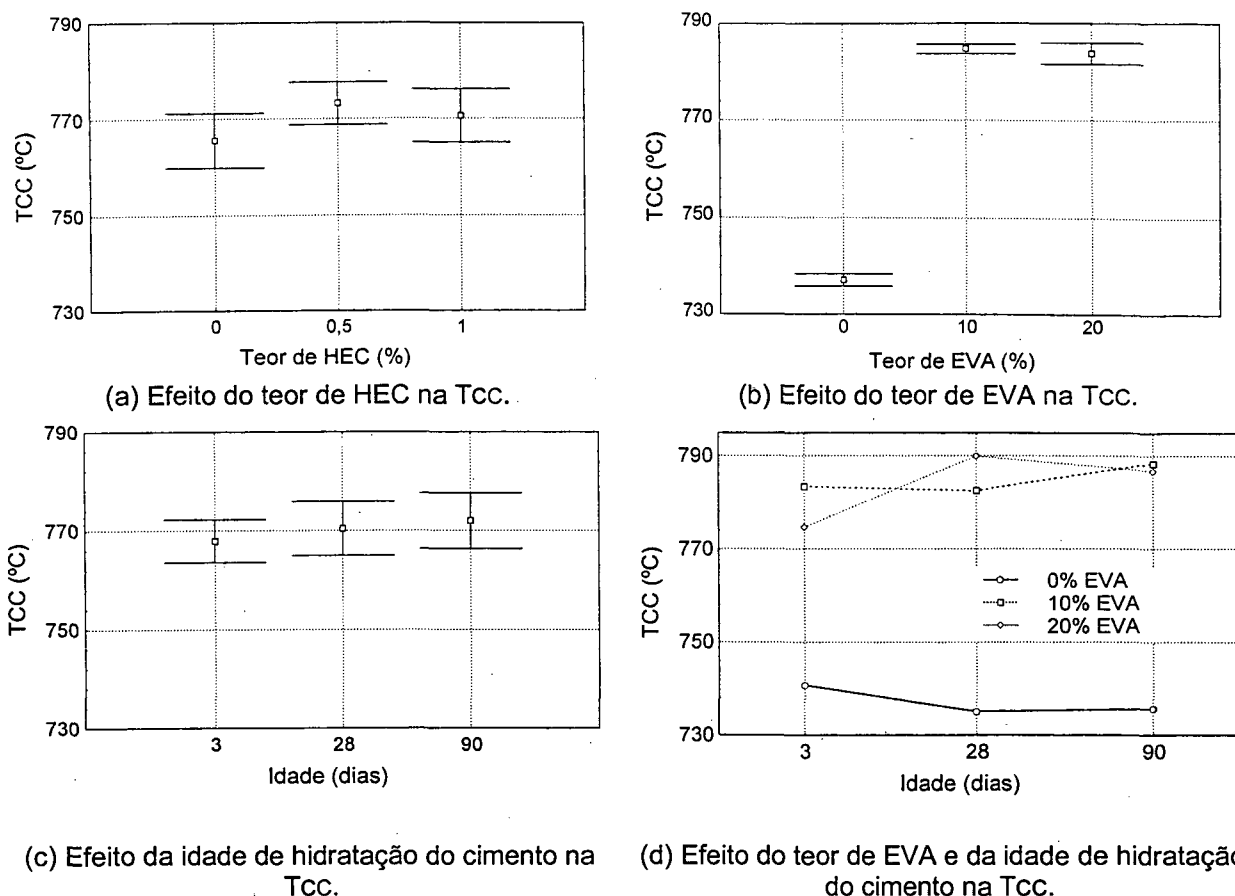 790
770
750
730
TCC (ºC)
0
0,5
1
Teor de HEC (%)
(a) Efeito do teor de HEC na TCC.
790
770
750
730
TCC (ºC)
0
10
20
Teor de EVA (%)
(b) Efeito do teor de EVA na TCC.
790
770
750
730
TCC (ºC)
3
28
90
Idade (dias)
(c) Efeito da idade de hidratação do cimento na
TCC.
790
770
750
730
TCC (ºC)
0% EVA
10% EVA
20% EVA
3
28
90
Idade (dias)
(d) Efeito do teor de EVA e da idade de hidratação
do cimento na TCC.